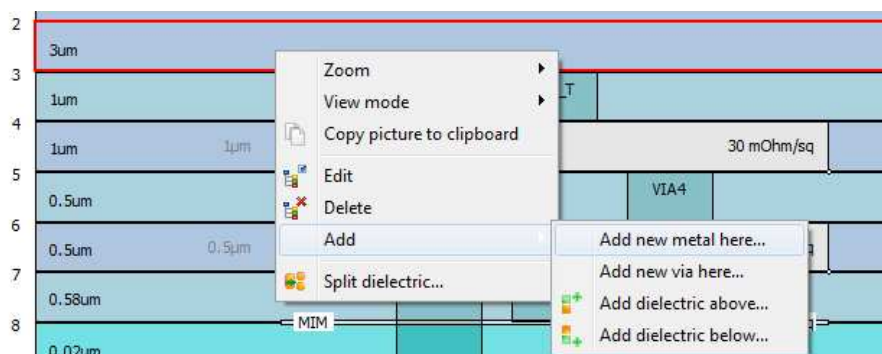 2
3um
3
Zoom
1um
View mode
_T
4
Copy picture to clipboard
1um
1µm
30 mOhm/sq
5
Edit
0.5um
VIA4
Delete
6
Add
Add new metal here...
0.5um
0.5µm
q
7
Add new via here...
Split dielectric...
0.58um
Add dielectric above...
8
MIM
Add dielectric below...
0.02um